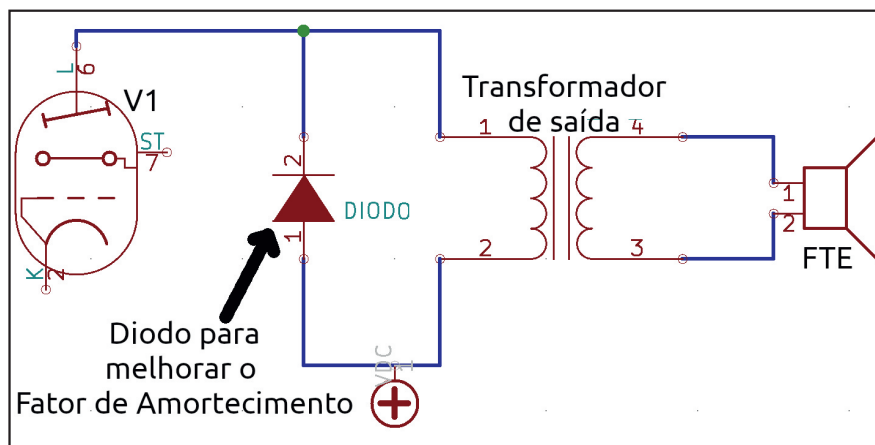 L
6
V1
ST
7
K
2
2
DIODO
1
Diodo para
melhorar o
Fator de Amortecimento
VDC
1
Transformador
de saída
1
4
2
3
1
2
FTE